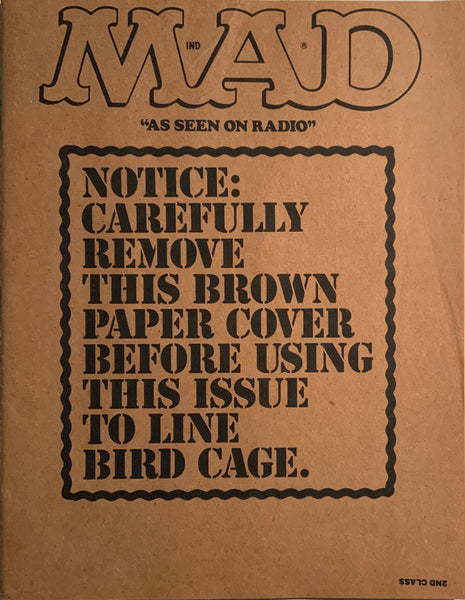 MAD
IND ®
“AS SEEN ON RADIO”
NOTICE:
CAREFULLY
REMOVE
THIS BROWN
PAPER COVER
BEFORE USING
THIS ISSUE
TO LINE
BIRD CAGE.
2ND CLASS